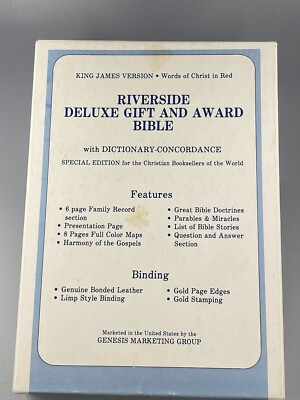 KING JAMES VERSION • Words of Christ in Red
RIVERSIDE
DELUXE GIFT AND AWARD
BIBLE
with DICTIONARY-CONCORDANCE
SPECIAL EDITION for the Christian Booksellers of the World
Features
• 6 page Family Record
section
• Presentation Page
• 8 Pages Full Color Maps
• Harmony of the Gospels
• Great Bible Doctrines
• Parables & Miracles
• List of Bible Stories
• Question and Answer
Section
Binding
• Genuine Bonded Leather
• Limp Style Binding
• Gold Page Edges
• Gold Stamping
Marketed in the United States by the
GENESIS MARKETING GROUP